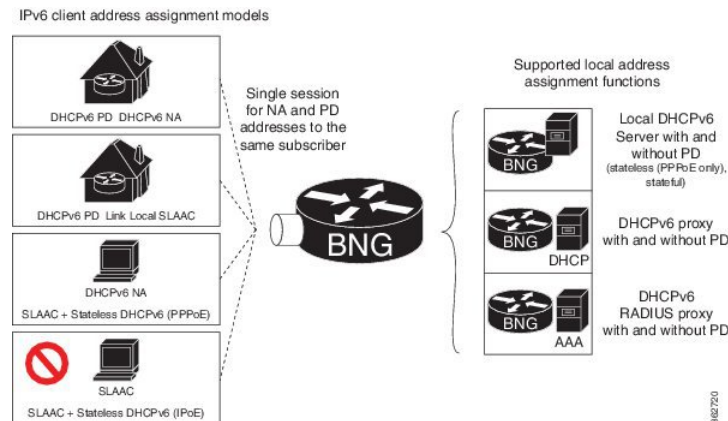 IPv6 client address assignment models
DHCPv6 PD DHCPv6 NA
DHCPv6 PD Link Local SLAAC
DHCPv6 NA
SLAAC + Stateless DHCPv6 (PPPoE)
SLAAC
SLAAC + Stateless DHCPv6 (IPoE)
Single session
for NA and PD
addresses to the
same subscriber
BNG
Supported local address
assignment functions
BNG
Local DHCPv6
Server with and
without PD
(stateless (PPPoE only),
stateful)
BNG
DHCP
DHCPv6 proxy
with and without PD
BNG
AAA
DHCPv6
RADIUS proxy
with and without PD